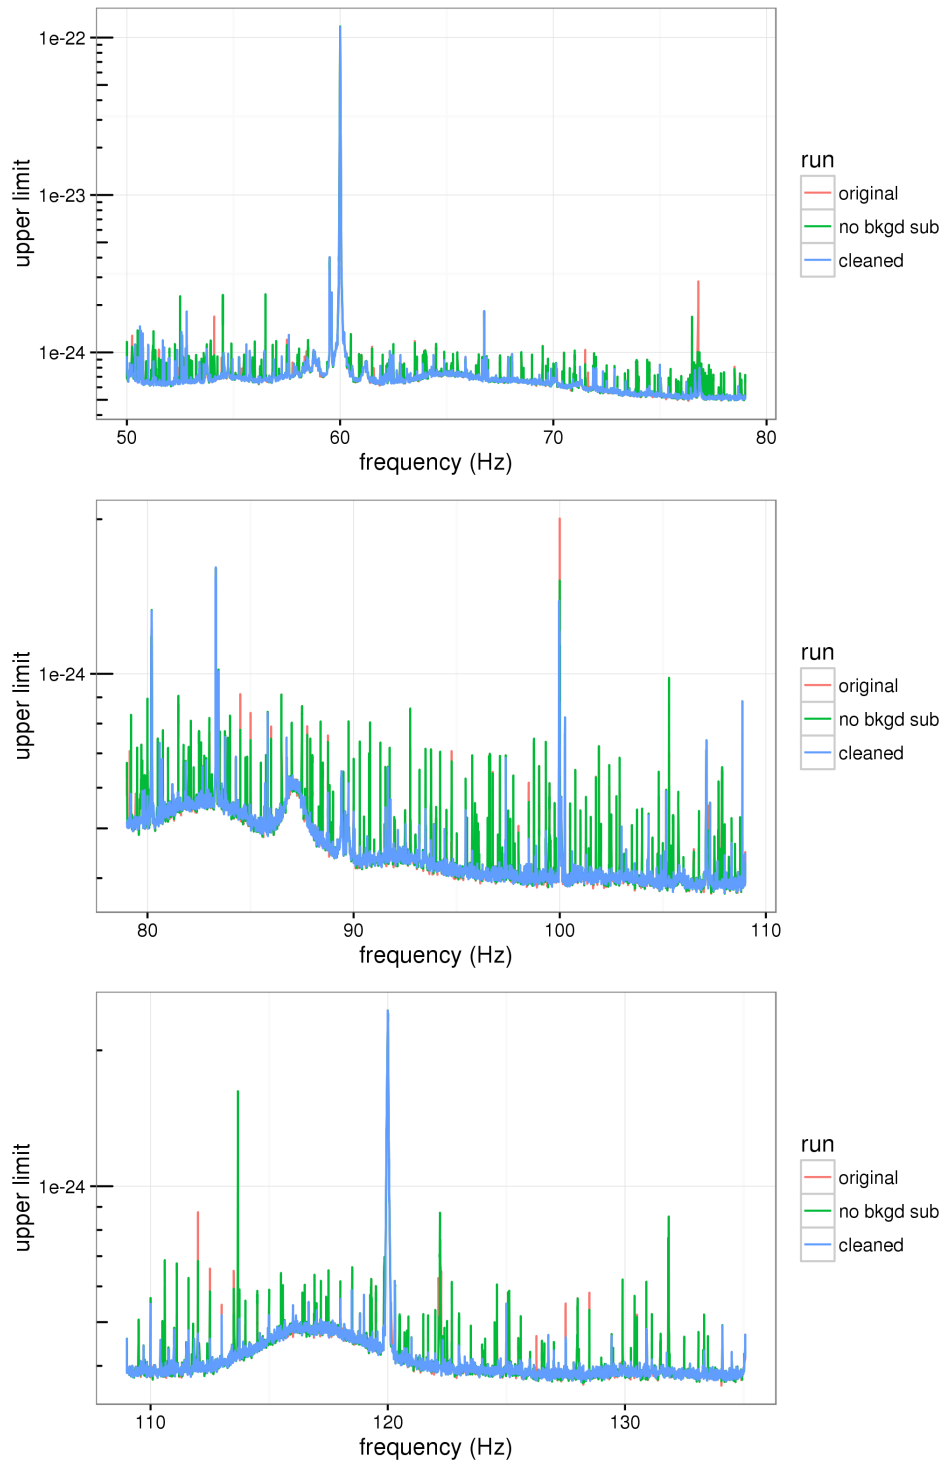 1e-22
1e-23
1e-24
upper limit
50
60
70
80
frequency (Hz)
run
original
no bkgd sub
cleaned
1e-24
upper limit
80
90
100
110
frequency (Hz)
run
original
no bkgd sub
cleaned
1e-24
upper limit
110
120
130
frequency (Hz)
run
original
no bkgd sub
cleaned